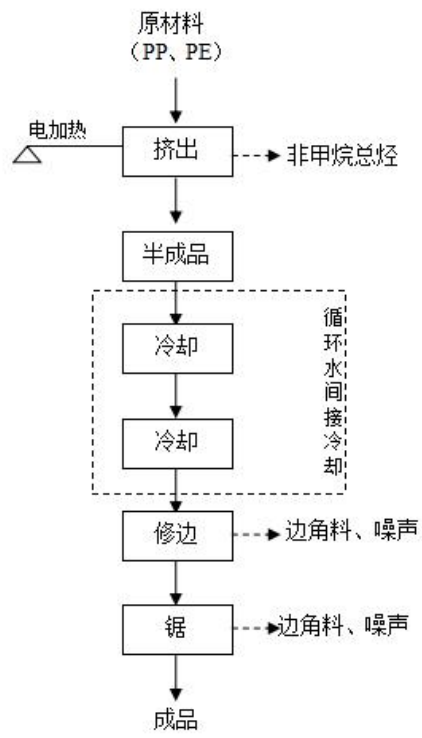 原材料
（PP、PE）
电加热
挤出
非甲烷总烃
半成品
冷却
循环水间接冷却
冷却
修边
边角料、噪声
锯
边角料、噪声
成品